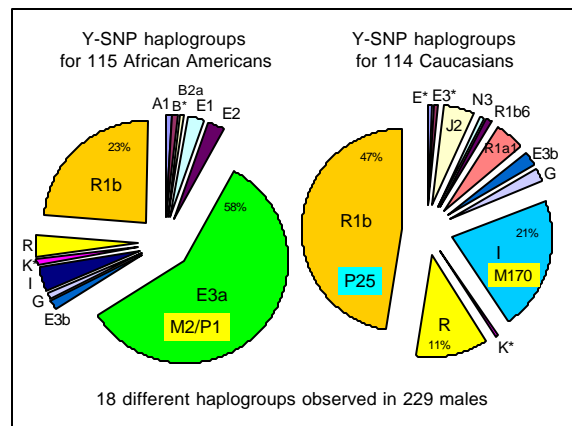 Y-SNP haplogroups
for 115 African Americans
Y-SNP haplogroups
for 114 Caucasians
A1
B*
B2a
E1
E2
23%
R1b
58%
E3a
M2/P1
R
K*
I
G
E3b
E*
E3*
J2
N3
R1b6
R1a1
E3b
G
47%
R1b
P25
21%
I
M170
R
11%
K*
18 different haplogroups observed in 229 males